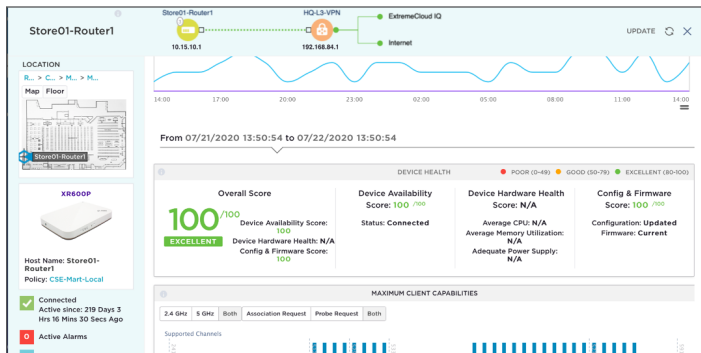 Store01-Router1
Store01-Router1
HQ-L3-VPN
ExtremeCloud IQ
Internet
10.15.10.1
192.168.84.1
UPDATE
LOCATION
R... > C... > M... > M...
Map Floor
Store01-Router1
XR600P
Host Name: Store01-
Router1
Policy: CSE-Mart-Local
Connected
Active since: 219 Days 3
Hrs 16 Mins 30 Secs Ago
0 Active Alarms
14:00 17:00 20:00 23:00 02:00 05:00 08:00 11:00 14:00
From 07/21/2020 13:50:54 to 07/22/2020 13:50:54
DEVICE HEALTH
POOR (0-49) GOOD (50-79) EXCELLENT (80-100)
Overall Score
100/100
EXCELLENT
Device Availability Score:
100
Device Hardware Health: N/A
Config & Firmware Score:
100
Device Availability
Score: 100 /100
Status: Connected
Device Hardware Health
Score: N/A
Average CPU: N/A
Average Memory Utilization:
N/A
Adequate Power Supply:
N/A
Config & Firmware
Score: 100 /100
Configuration: Updated
Firmware: Current
MAXIMUM CLIENT CAPABILITIES
2.4 GHz 5 GHz Both Association Request Probe Request Both
Supported Channels